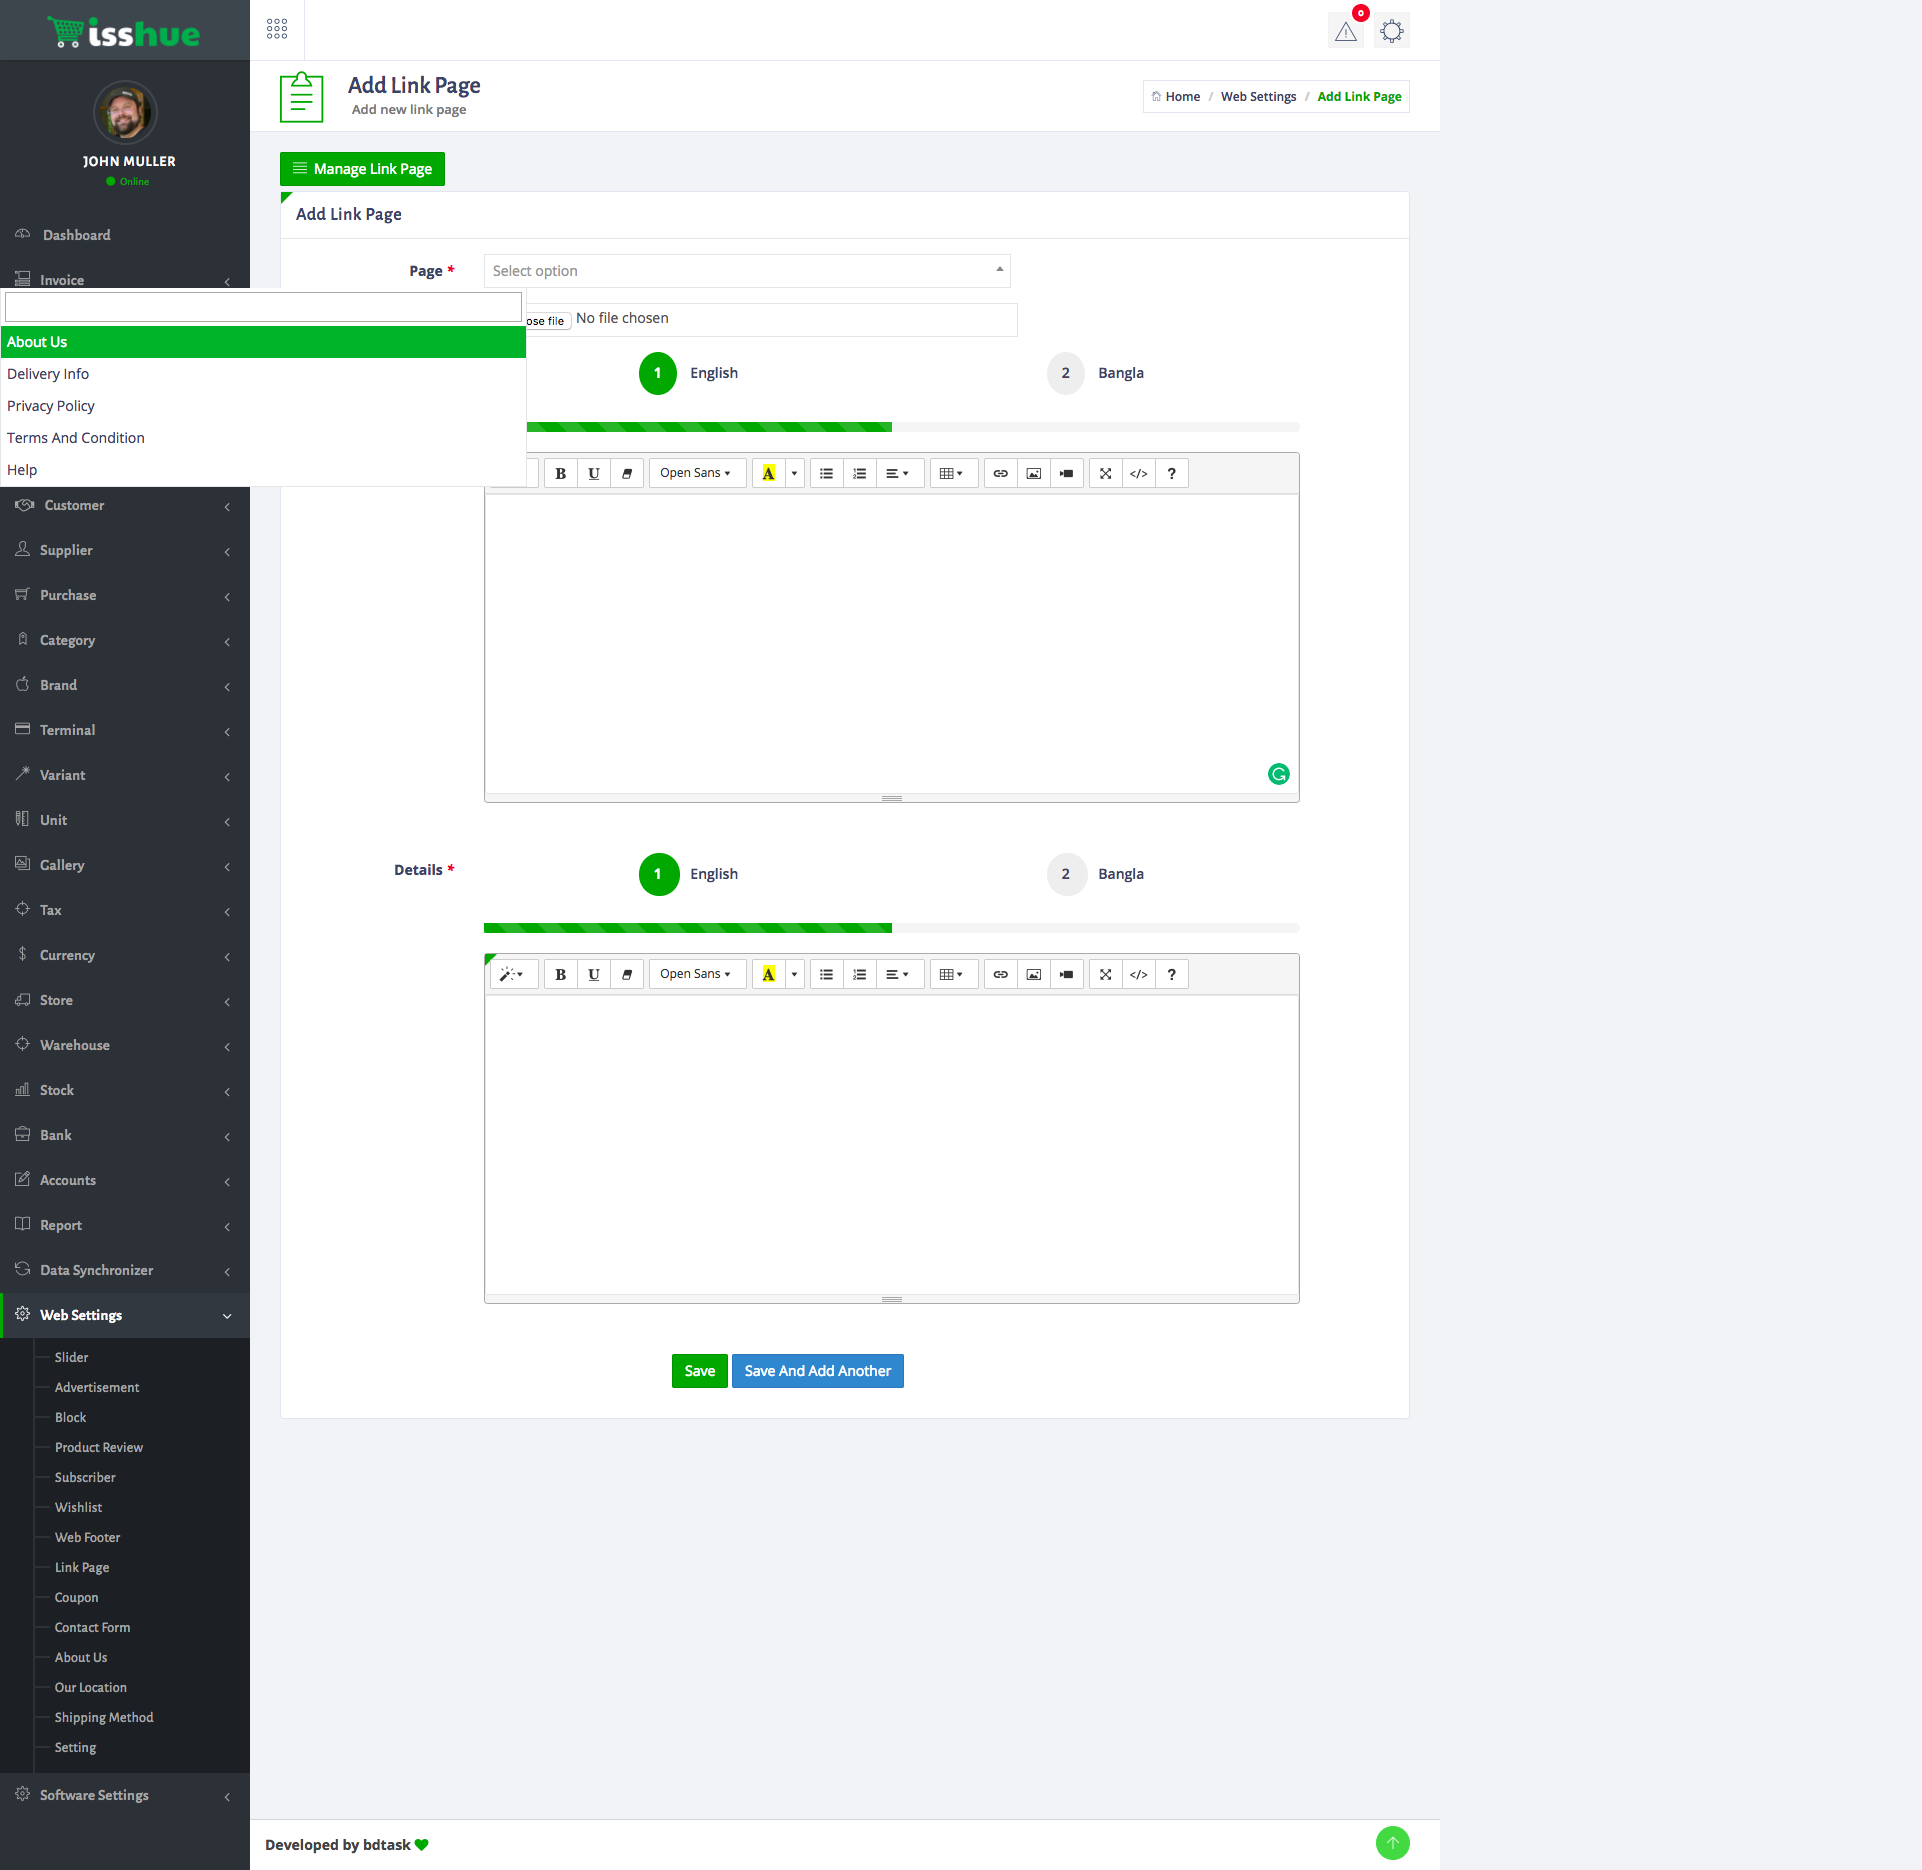 isshue
0
JOHN MULLER
Online
Dashboard
Invoice
Customer
Supplier
Purchase
Category
Brand
Terminal
Variant
Unit
Gallery
Tax
Currency
Store
Warehouse
Stock
Bank
Accounts
Report
Data Synchronizer
Web Settings
Slider
Advertisement
Block
Product Review
Subscriber
Wishlist
Web Footer
Link Page
Coupon
Contact Form
About Us
Our Location
Shipping Method
Setting
Software Settings
Add Link Page
Add new link page
Home / Web Settings / Add Link Page
Manage Link Page
Add Link Page
Page * Select option
About Us
Delivery Info
Privacy Policy
Terms And Condition
Help
ose file No file chosen
1 English 2 Bangla
B U Open Sans A </> ?
Details * 1 English 2 Bangla
B U Open Sans A </> ?
Save Save And Add Another
Developed by bdtask